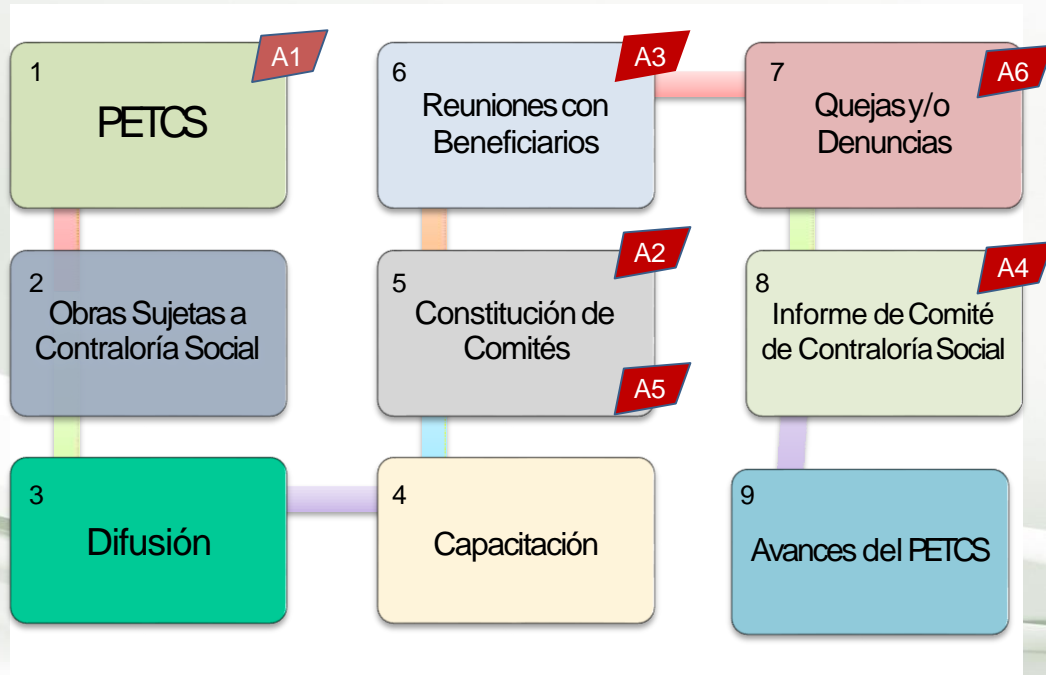 1
A1
PETCS
2
Obras Sujetas a
Contraloría Social
3
Difusión
4
Capacitación
5
A2
Constitución de
Comités
A5
6
A3
Reuniones con
Beneficiarios
7
A6
Quejas y/o
Denuncias
8
A4
Informe de Comité
de Contraloría Social
9
Avances del PETCS